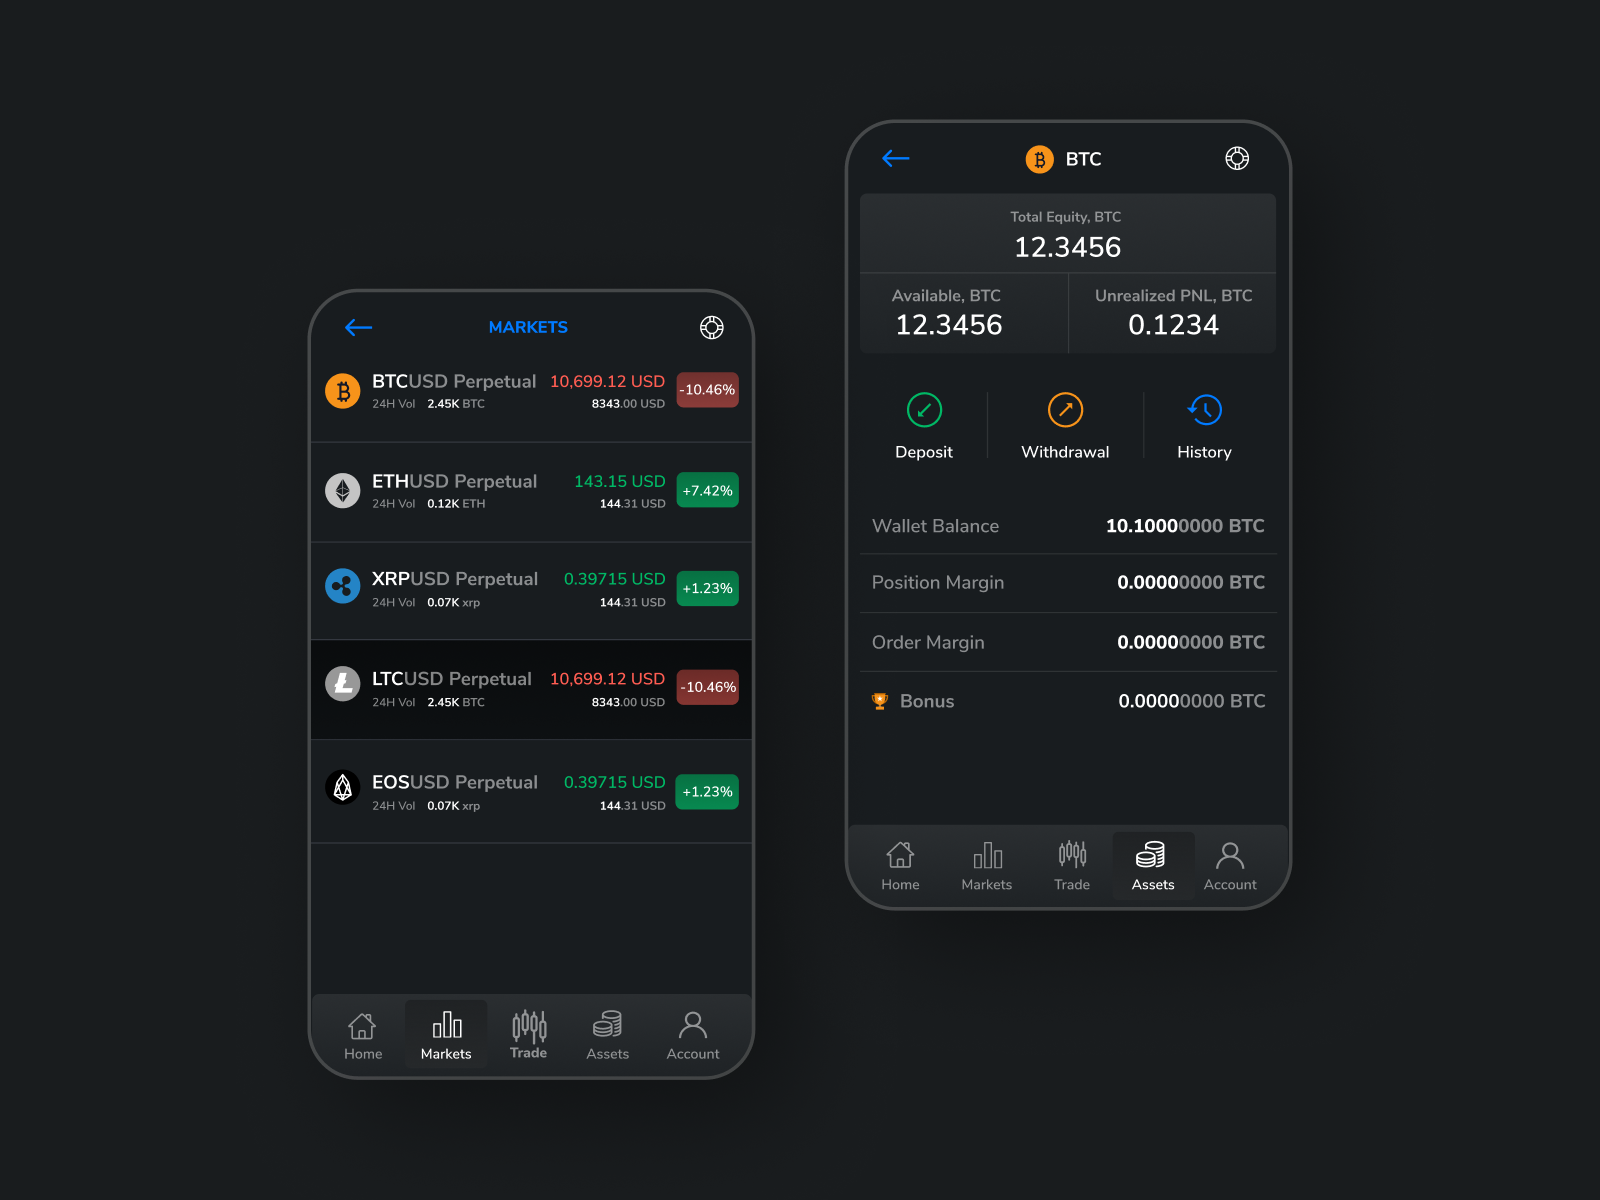 MARKETS
BTCUSD Perpetual 10,699.12 USD -10.46%
24H Vol 2.45K BTC 8343.00 USD
ETHUSD Perpetual 143.15 USD +7.42%
24H Vol 0.12K ETH 144.31 USD
XRPUSD Perpetual 0.39715 USD +1.23%
24H Vol 0.07K xrp 144.31 USD
LTCUSD Perpetual 10,699.12 USD -10.46%
24H Vol 2.45K BTC 8343.00 USD
EOSUSD Perpetual 0.39715 USD +1.23%
24H Vol 0.07K xrp 144.31 USD
Home Markets Trade Assets Account
BTC
Total Equity, BTC
12.3456
Available, BTC Unrealized PNL, BTC
12.3456 0.1234
Deposit Withdrawal History
Wallet Balance 10.10000000 BTC
Position Margin 0.00000000 BTC
Order Margin 0.00000000 BTC
Bonus 0.00000000 BTC
Home Markets Trade Assets Account